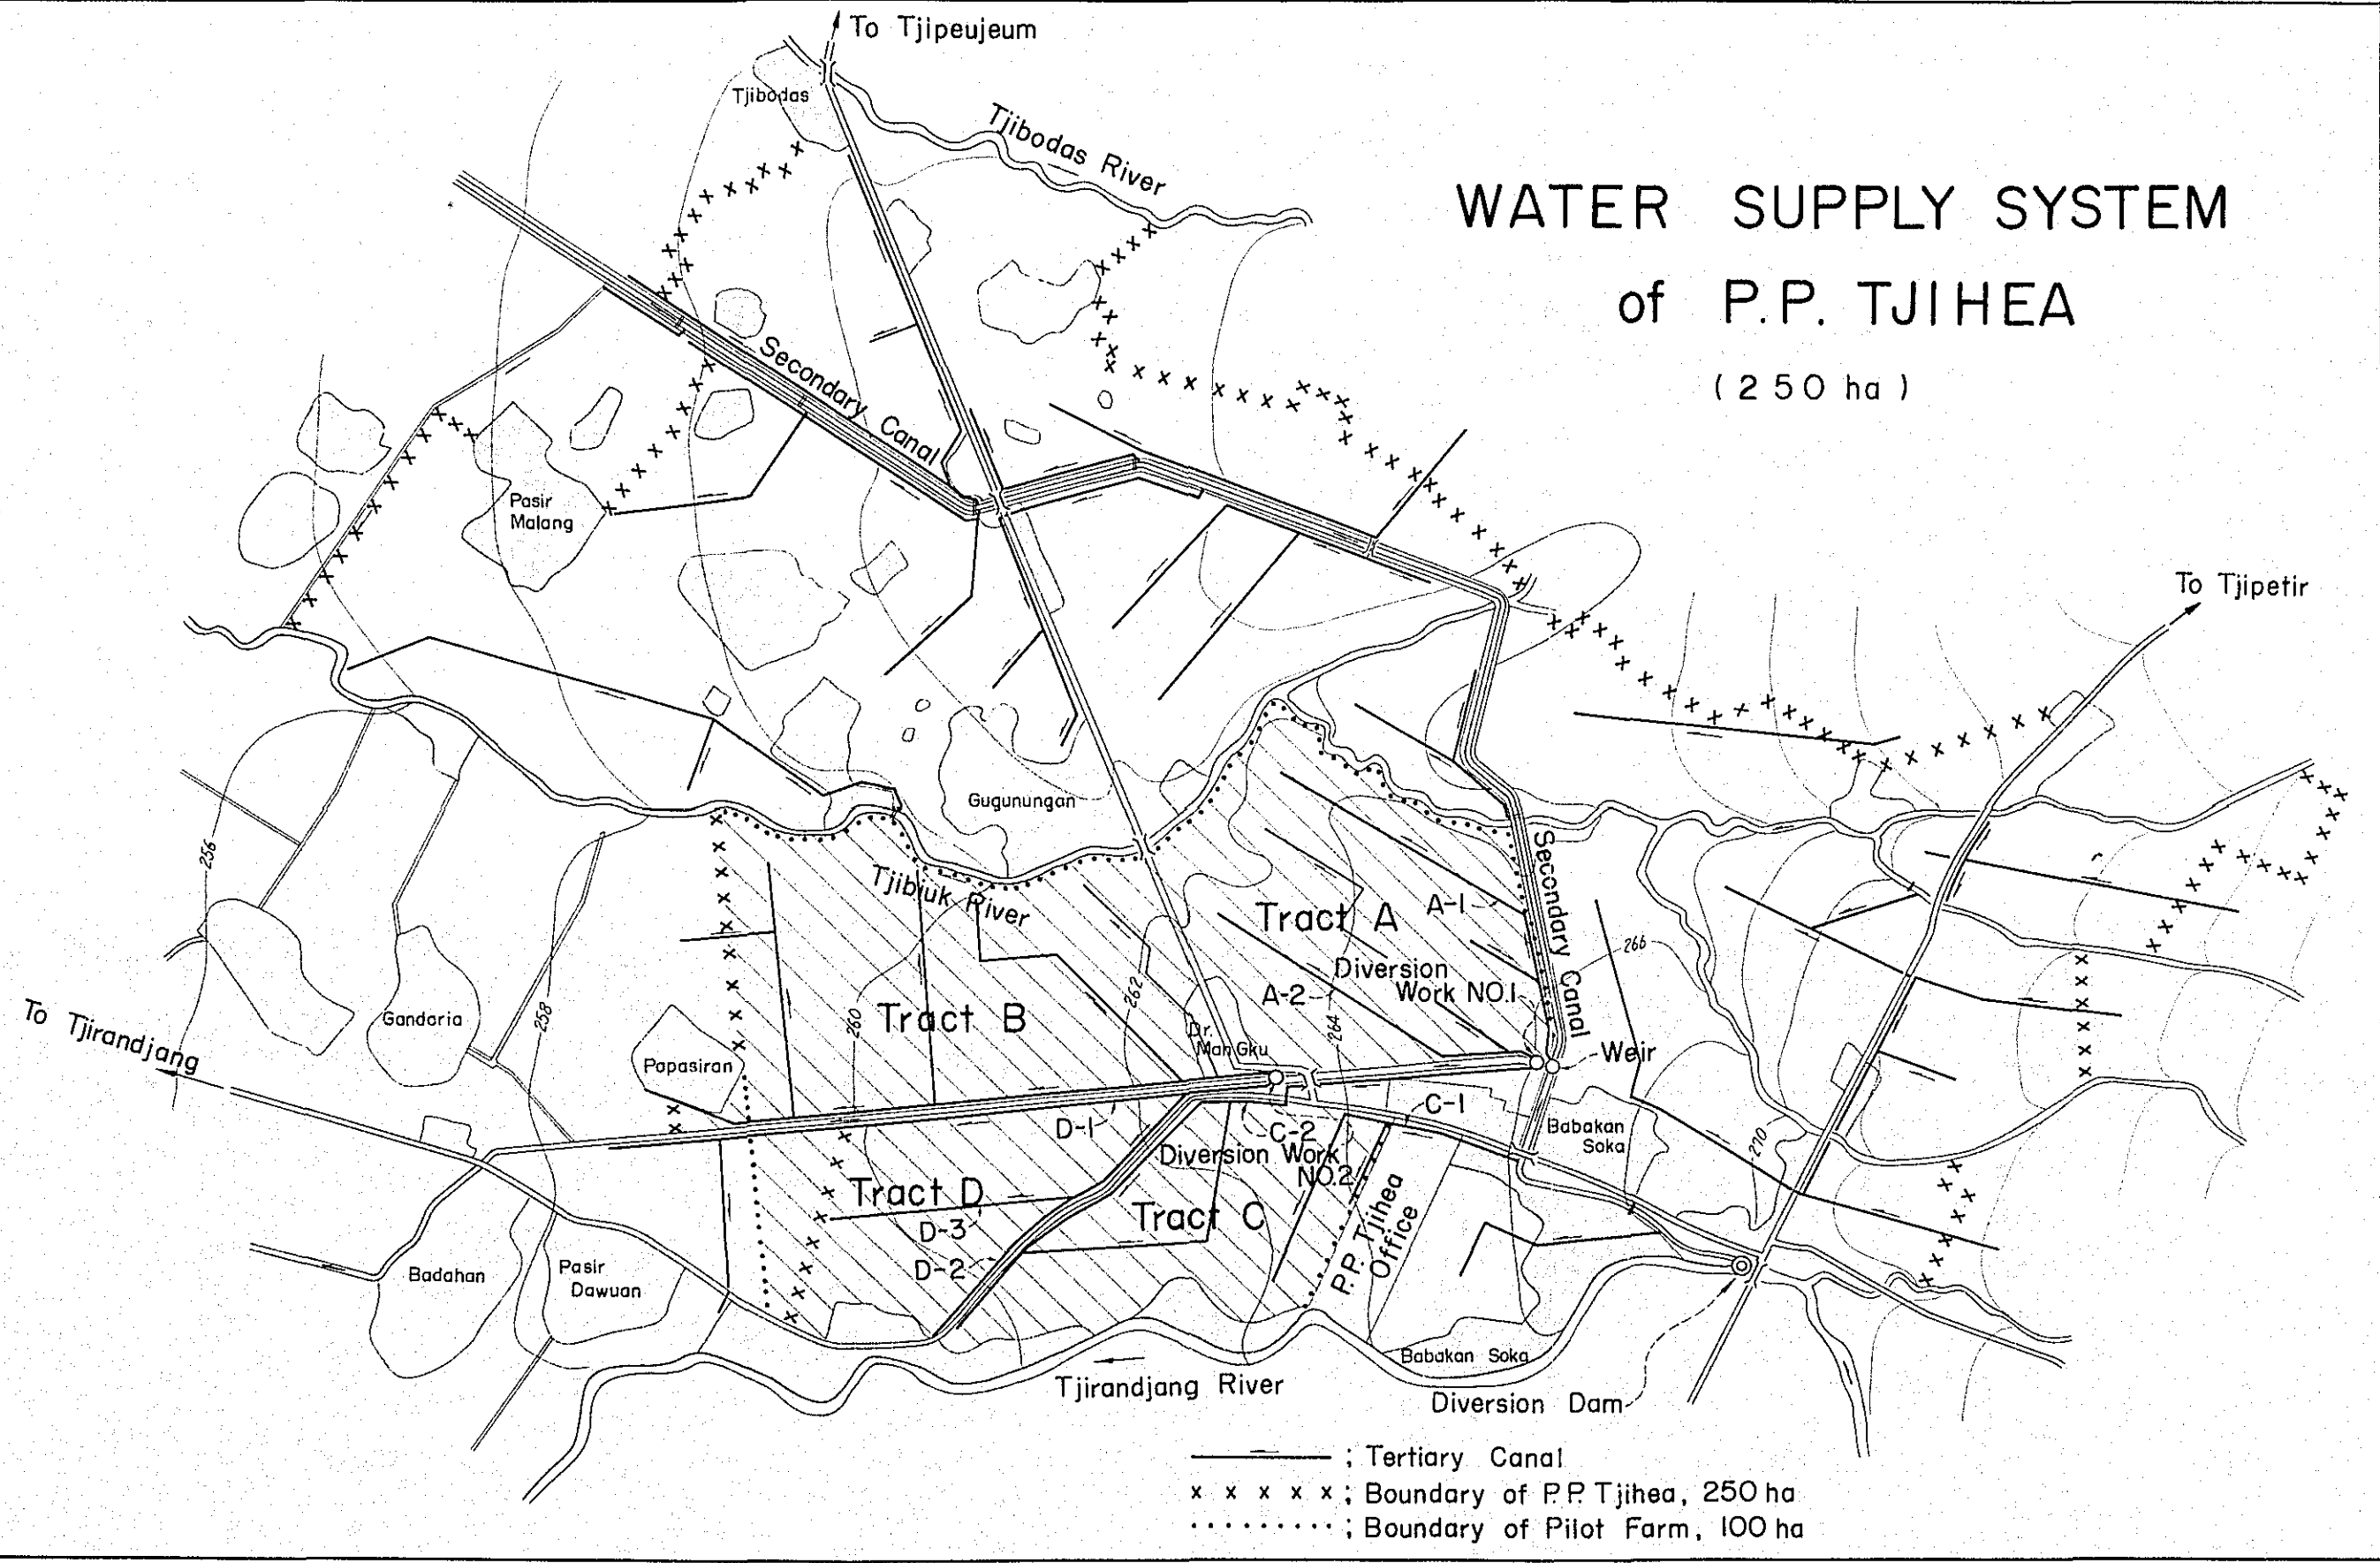 To Tjipeujeum
Tjibodas
Tjibodas River
WATER SUPPLY SYSTEM
of P.P. TJIHEA
(250 ha)
Secondary Canal
Pasir
Malang
To Tjipetir
Gugunungan
Tjibiuk River
Secondary Canal
256
Tract A
A-1
266
Diversion
Work NO.1
A-2
262
Tract B
260
258
264
Gandaria
To Tjirandjang
Dr.
Man Gku
Weir
Papasiran
D-1
C-1
C-2
Diversion Work
NO.2
Babakan
Soka
270
Tract D
D-3
D-2
Tract C
P.P. Tjihea
Office
Badahan
Pasir
Dawuan
Babakan Soka
Tjirandjang River
Diversion Dam
; Tertiary Canal
x x x x x ; Boundary of P.P. Tjihea, 250 ha
. . . . . . . . . ; Boundary of Pilot Farm, 100 ha